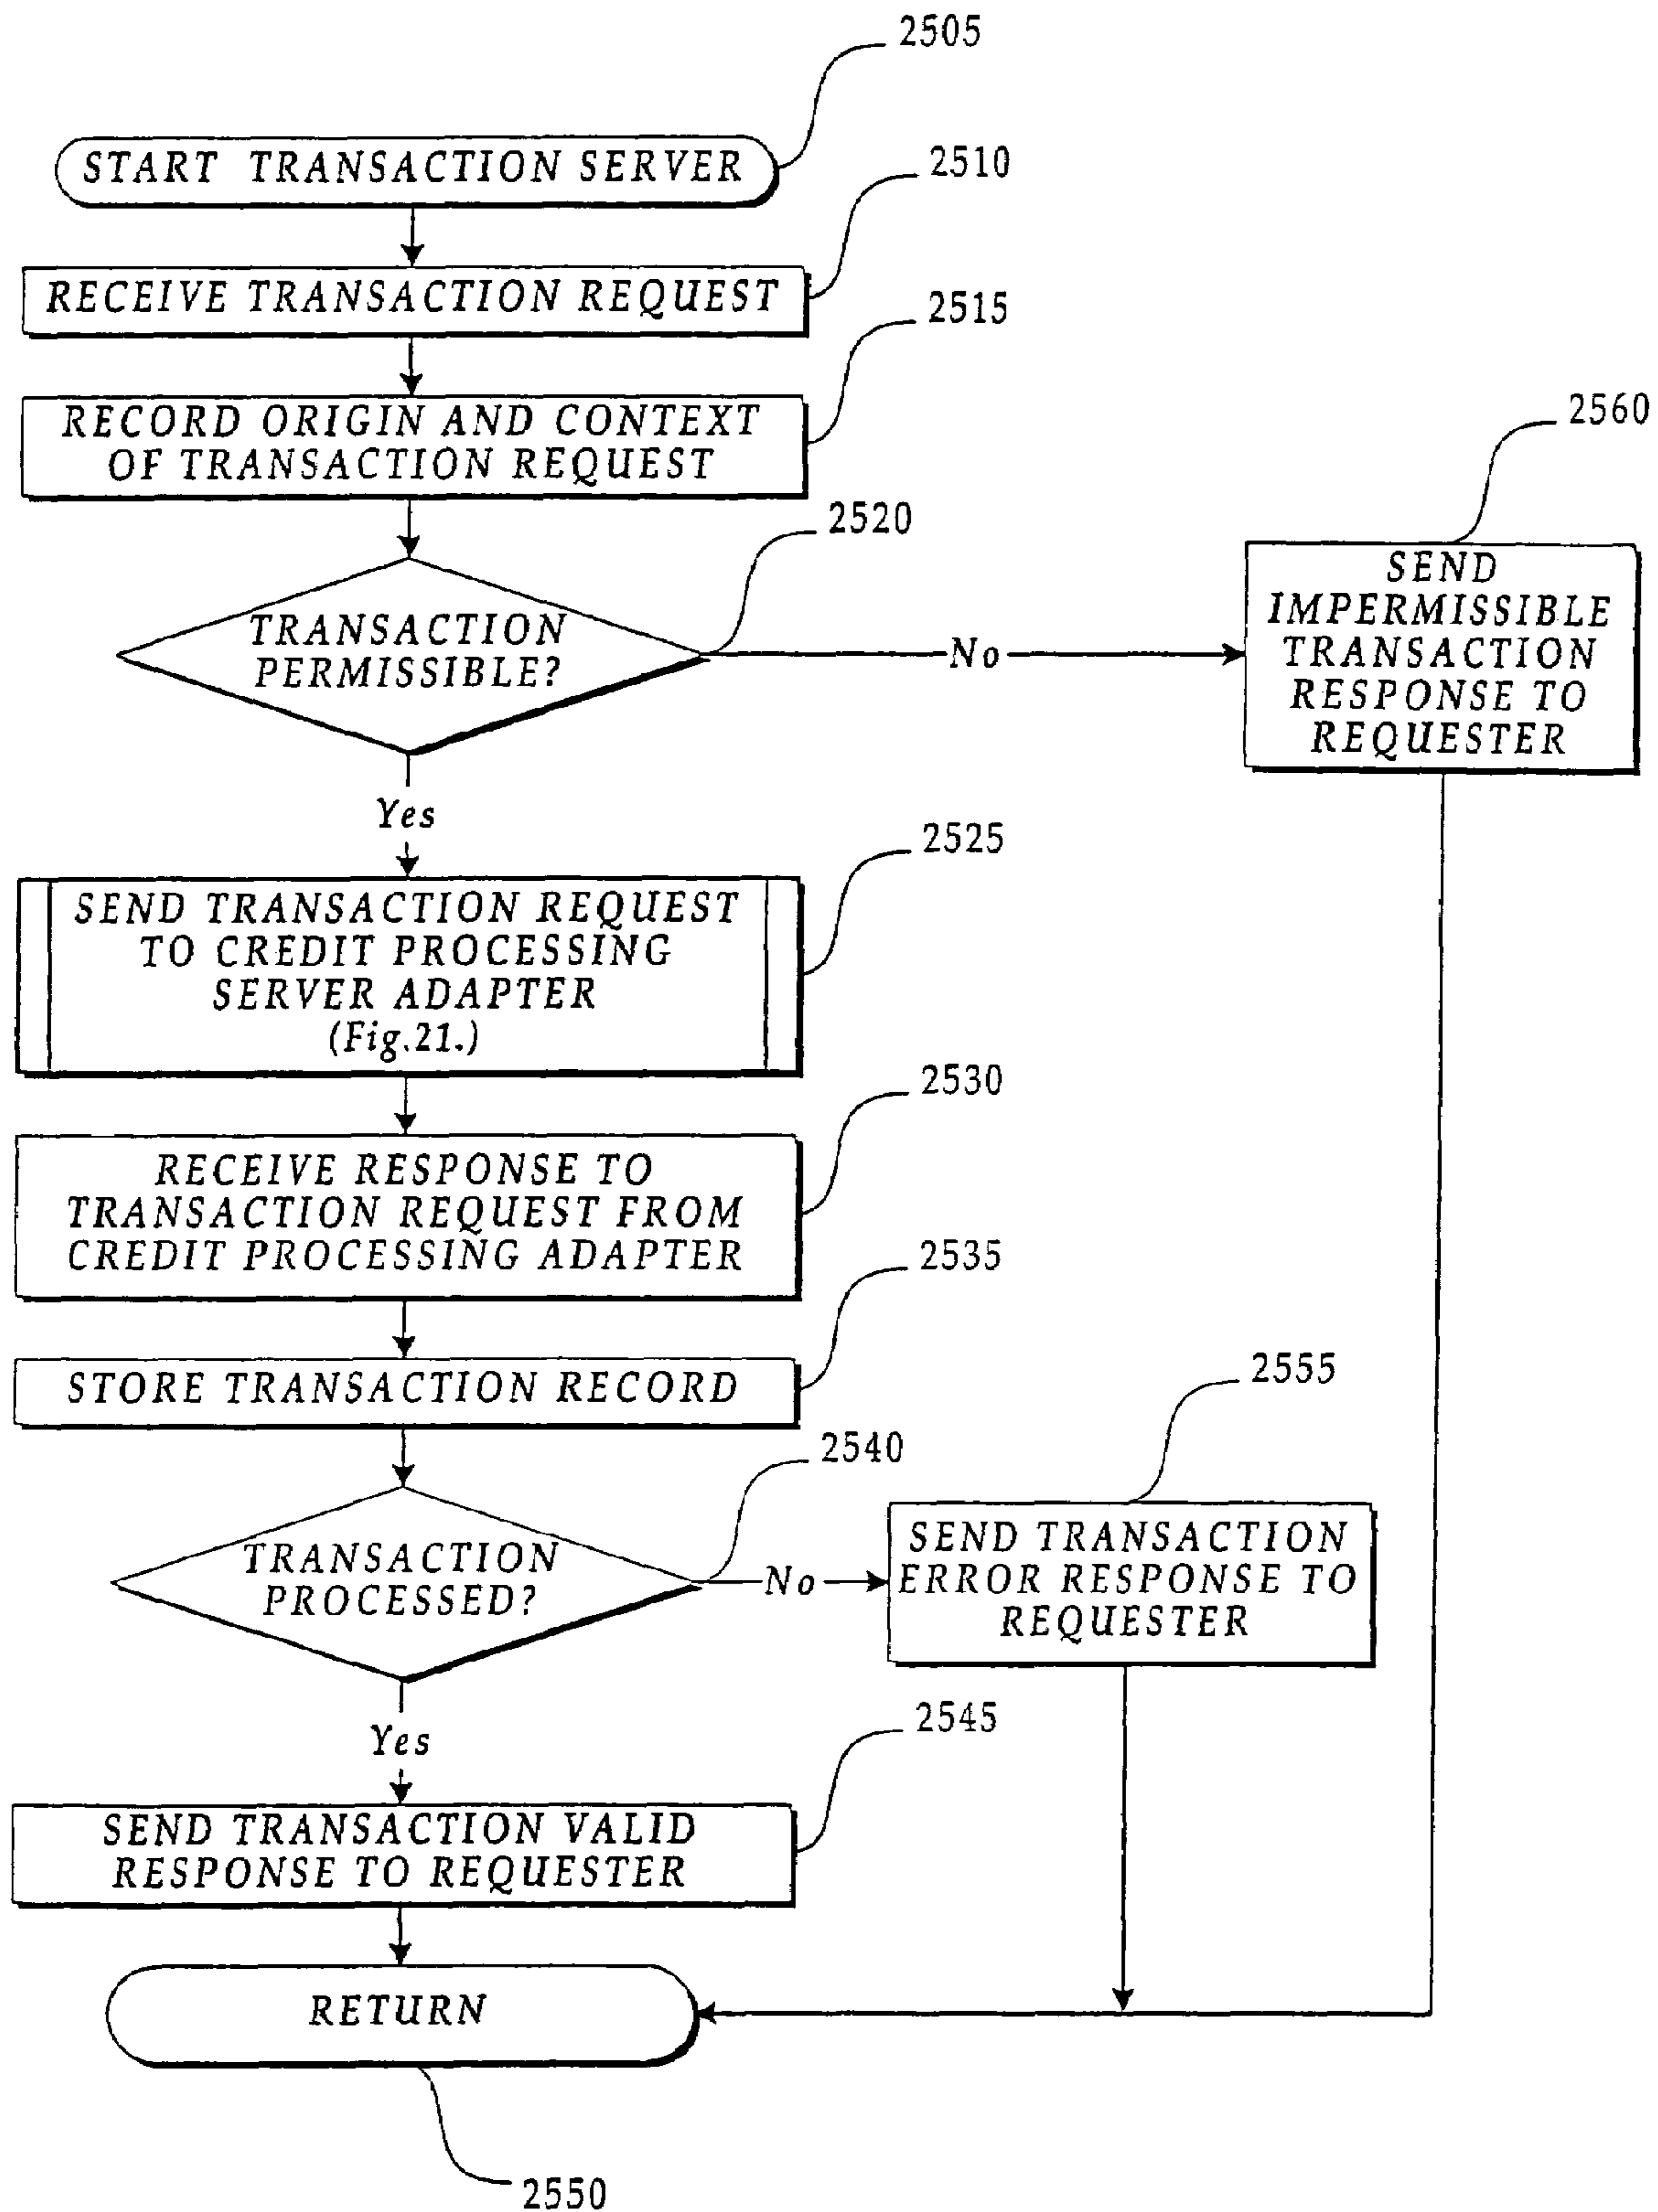 2505
START TRANSACTION SERVER
2510
RECEIVE TRANSACTION REQUEST
2515
RECORD ORIGIN AND CONTEXT
OF TRANSACTION REQUEST
2560
2520
SEND
IMPERMISSIBLE
TRANSACTION
RESPONSE TO
REQUESTER
TRANSACTION
PERMISSIBLE?
No
Yes
2525
SEND TRANSACTION REQUEST
TO CREDIT PROCESSING
SERVER ADAPTER
(Fig.21.)
2530
RECEIVE RESPONSE TO
TRANSACTION REQUEST FROM
CREDIT PROCESSING ADAPTER
2535
STORE TRANSACTION RECORD
2555
2540
TRANSACTION
PROCESSED?
No
SEND TRANSACTION
ERROR RESPONSE TO
REQUESTER
Yes
2545
SEND TRANSACTION VALID
RESPONSE TO REQUESTER
RETURN
2550